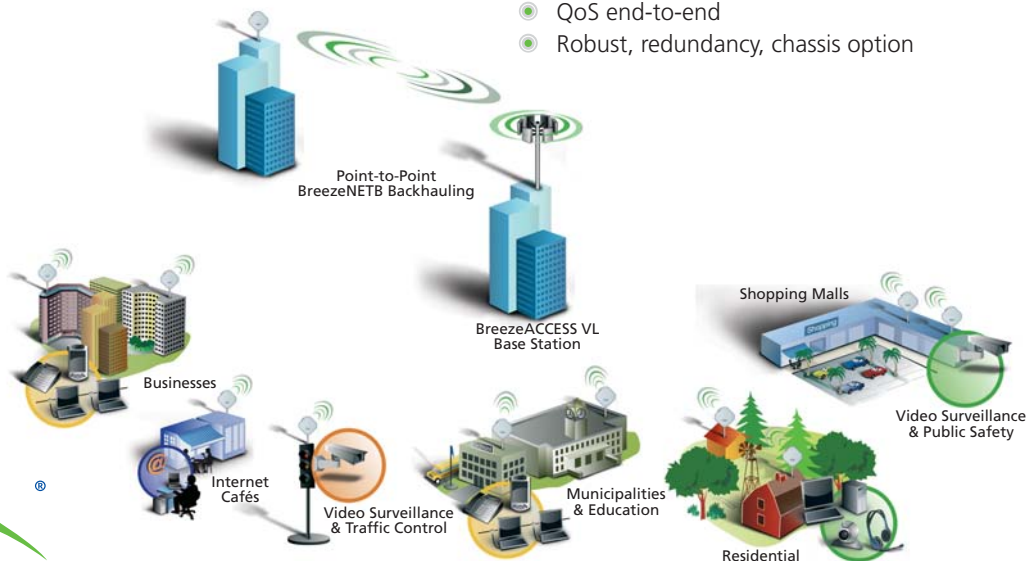 QoS end-to-end
Robust, redundancy, chassis option
Point-to-Point
BreezeNETB Backhauling
BreezeACCESS VL
Base Station
Shopping Malls
Shopping
Video Surveillance
& Public Safety
Businesses
@
Internet
Cafés
Video Surveillance
& Traffic Control
Municipalities
& Education
Residential
®